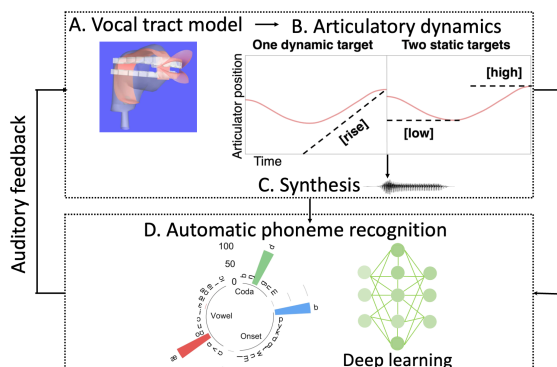 A. Vocal tract model
B. Articulatory dynamics
One dynamic target
Two static targets
Articulator position
[rise]
[low]
[high]
Time
C. Synthesis
Auditory feedback
D. Automatic phoneme recognition
100
50
0
Coda
Vowel
Onset
d
b
æ
Deep learning